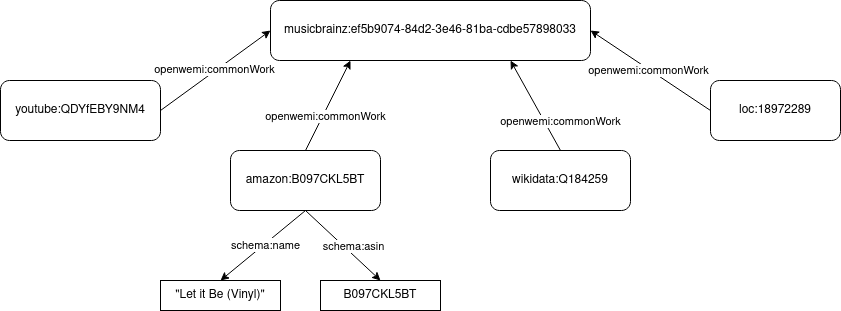 musicbrainz:ef5b9074-84d2-3e46-81ba-cdbe57898033
openwemi:commonWork
openwemi:commonWork
youtube:QDYfEBY9NM4
loc:18972289
openwemi:commonWork
openwemi:commonWork
amazon:B097CKL5BT
wikidata:Q184259
schema:name
schema:asin
"Let it Be (Vinyl)"
B097CKL5BT